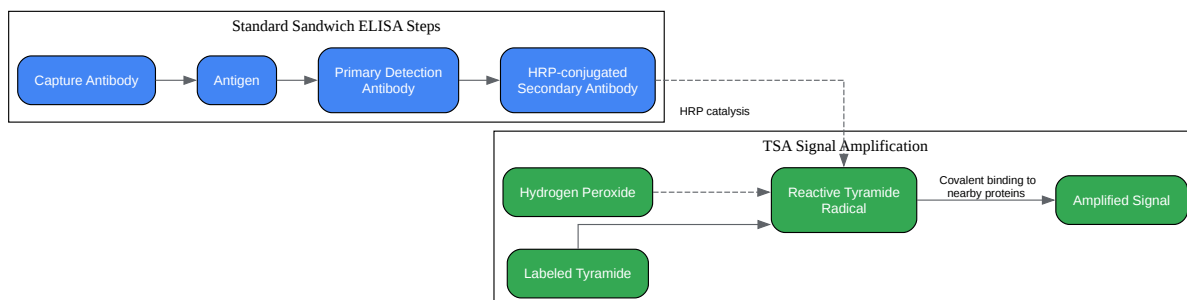 Standard Sandwich ELISA Steps
Capture Antibody
Antigen
Primary Detection
Antibody
HRP-conjugated
Secondary Antibody
HRP catalysis
TSA Signal Amplification
Hydrogen Peroxide
Reactive Tyramide
Radical
Covalent binding to
nearby proteins
Amplified Signal
Labeled Tyramide